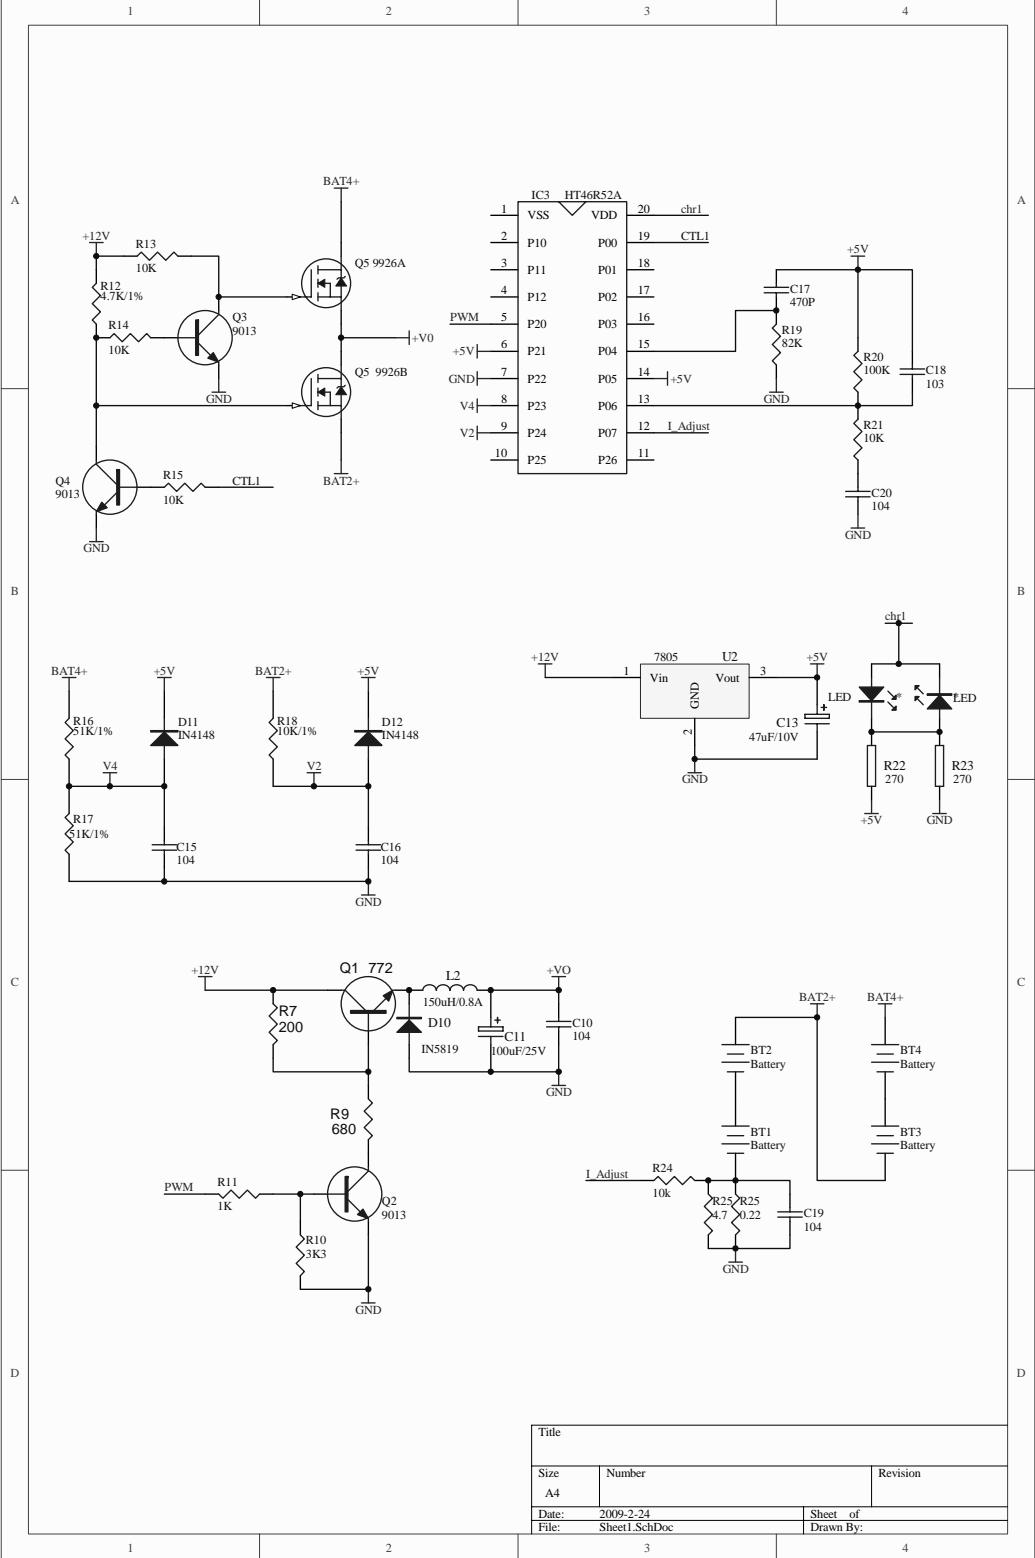 1 2 3 4
A A
BAT4+
IC3 HT46R52A
1 VSS VDD 20 chr1
2 P10 P00 19 CTL1
3 P11 P01 18
4 P12 P02 17
PWM 5 P20 P03 16
+5V 6 P21 P04 15
GND 7 P22 P05 14 +5V
V4 8 P23 P06 13
V2 9 P24 P07 12 I_Adjust
10 P25 P26 11
+12V
R13
10K
R12
4.7K/1%
R14
10K
Q3
9013
GND
Q5 9926A
+V0
Q5 9926B
BAT2+
Q4
9013
R15
10K
CTL1
GND
C17
470P
R19
82K
GND
+5V
R20
100K
C18
103
R21
10K
C20
104
GND
B B
BAT4+
+5V
R16
51K/1%
D11
IN4148
V4
R17
51K/1%
C15
104
BAT2+
+5V
R18
10K/1%
D12
IN4148
V2
C16
104
GND
+12V
7805 U2
1 Vin Vout 3
GND
2
GND
+5V
C13
47uF/10V
chr1
LED
*
LED
R22
270
R23
270
+5V
GND
C C
+12V
Q1 772
R7
200
L2
150uH/0.8A
D10
IN5819
C11
100uF/25V
+VO
C10
104
GND
R9
680
PWM
R11
1K
Q2
9013
R10
3K3
GND
BAT2+
BAT4+
BT2
Battery
BT4
Battery
BT1
Battery
BT3
Battery
I_Adjust
R24
10k
R25
4.7
R25
0.22
C19
104
GND
D D
Title
Size
A4
Number
Revision
Date: 2009-2-24 Sheet of
File: Sheet1.SchDoc Drawn By:
1 2 3 4